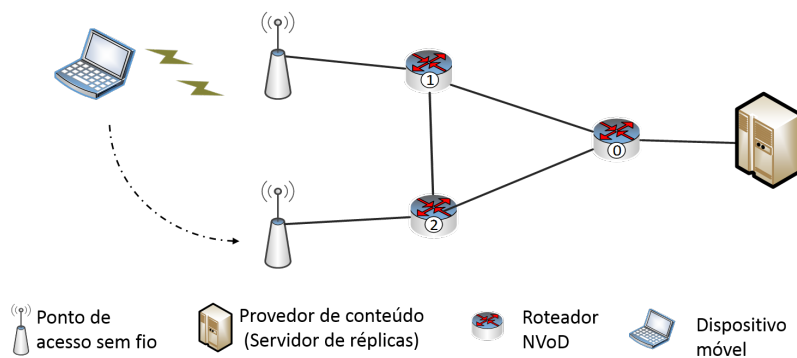 1
0
2
Ponto de
acesso sem fio
Provedor de conteúdo
(Servidor de réplicas)
Roteador
NVoD
Dispositivo
móvel